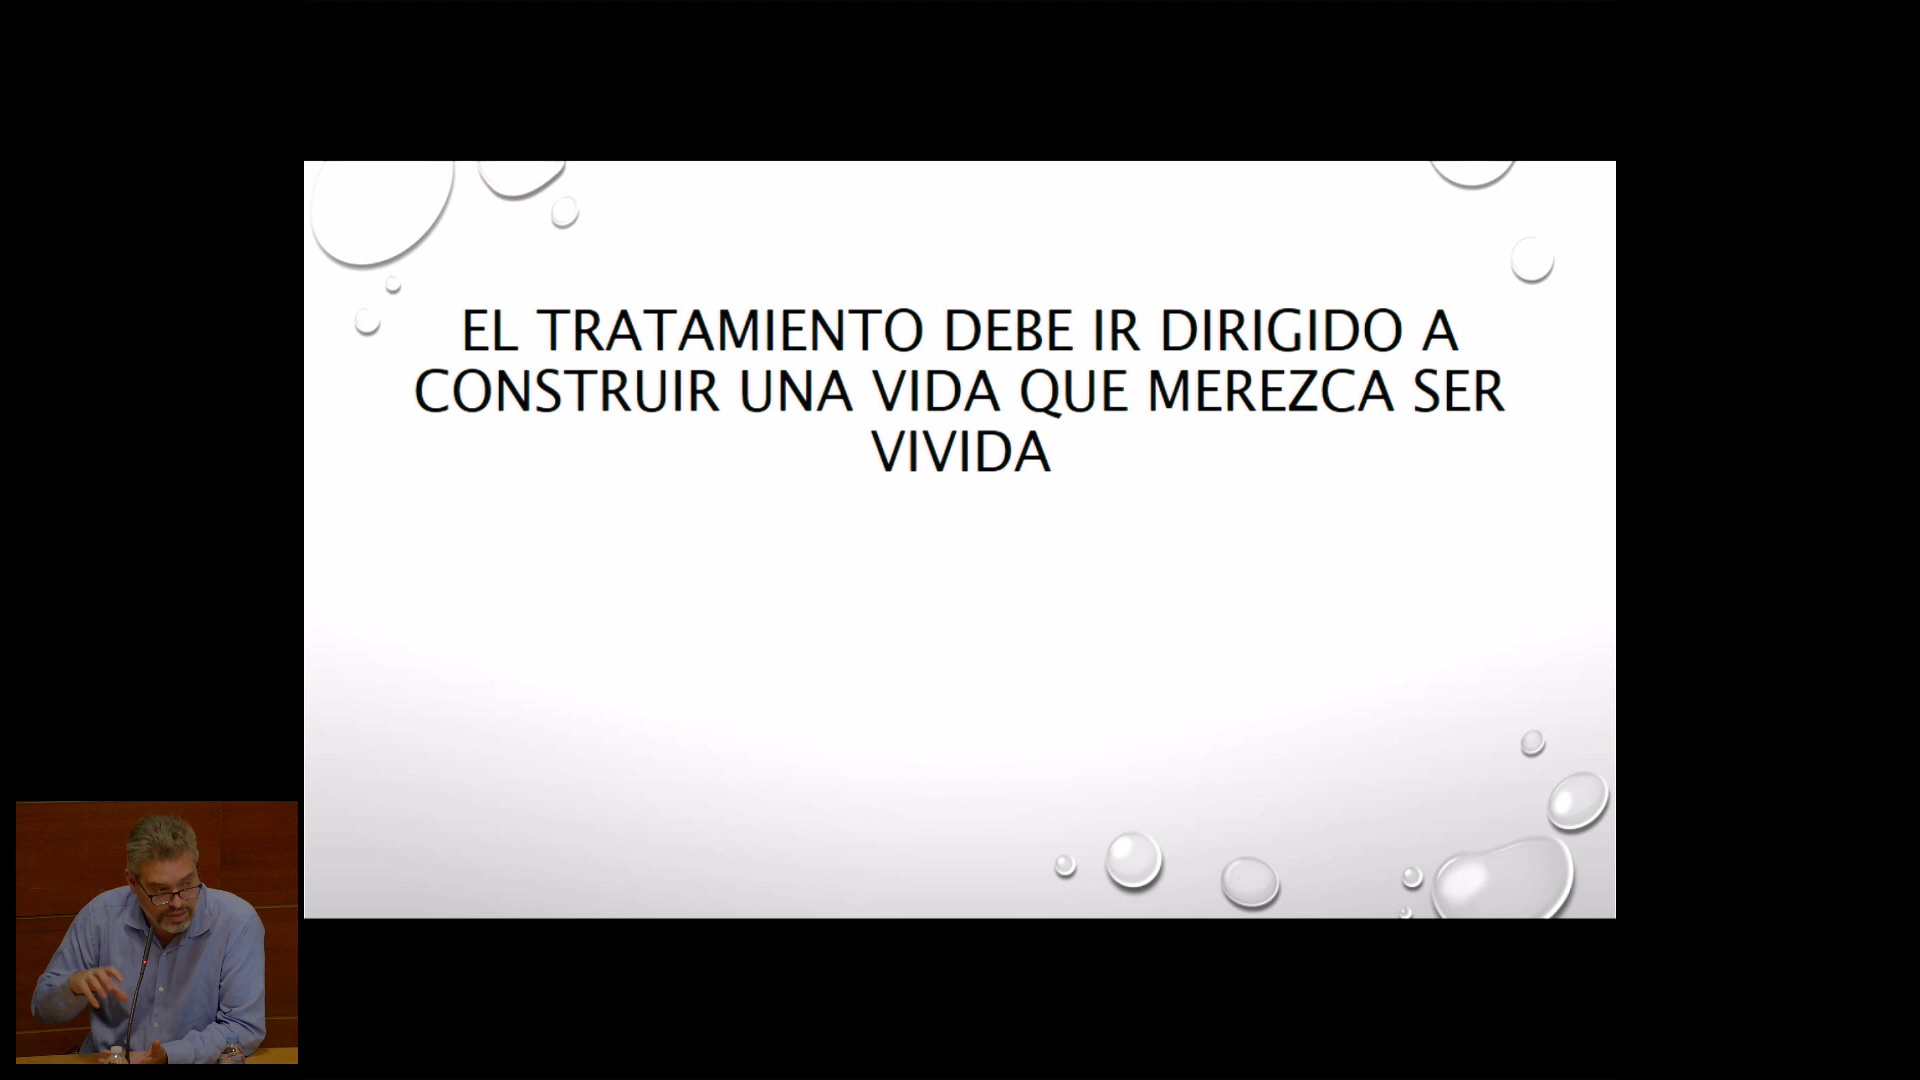 EL TRATAMIENTO DEBE IR DIRIGIDO A
CONSTRUIR UNA VIDA QUE MEREZCA SER
VIVIDA